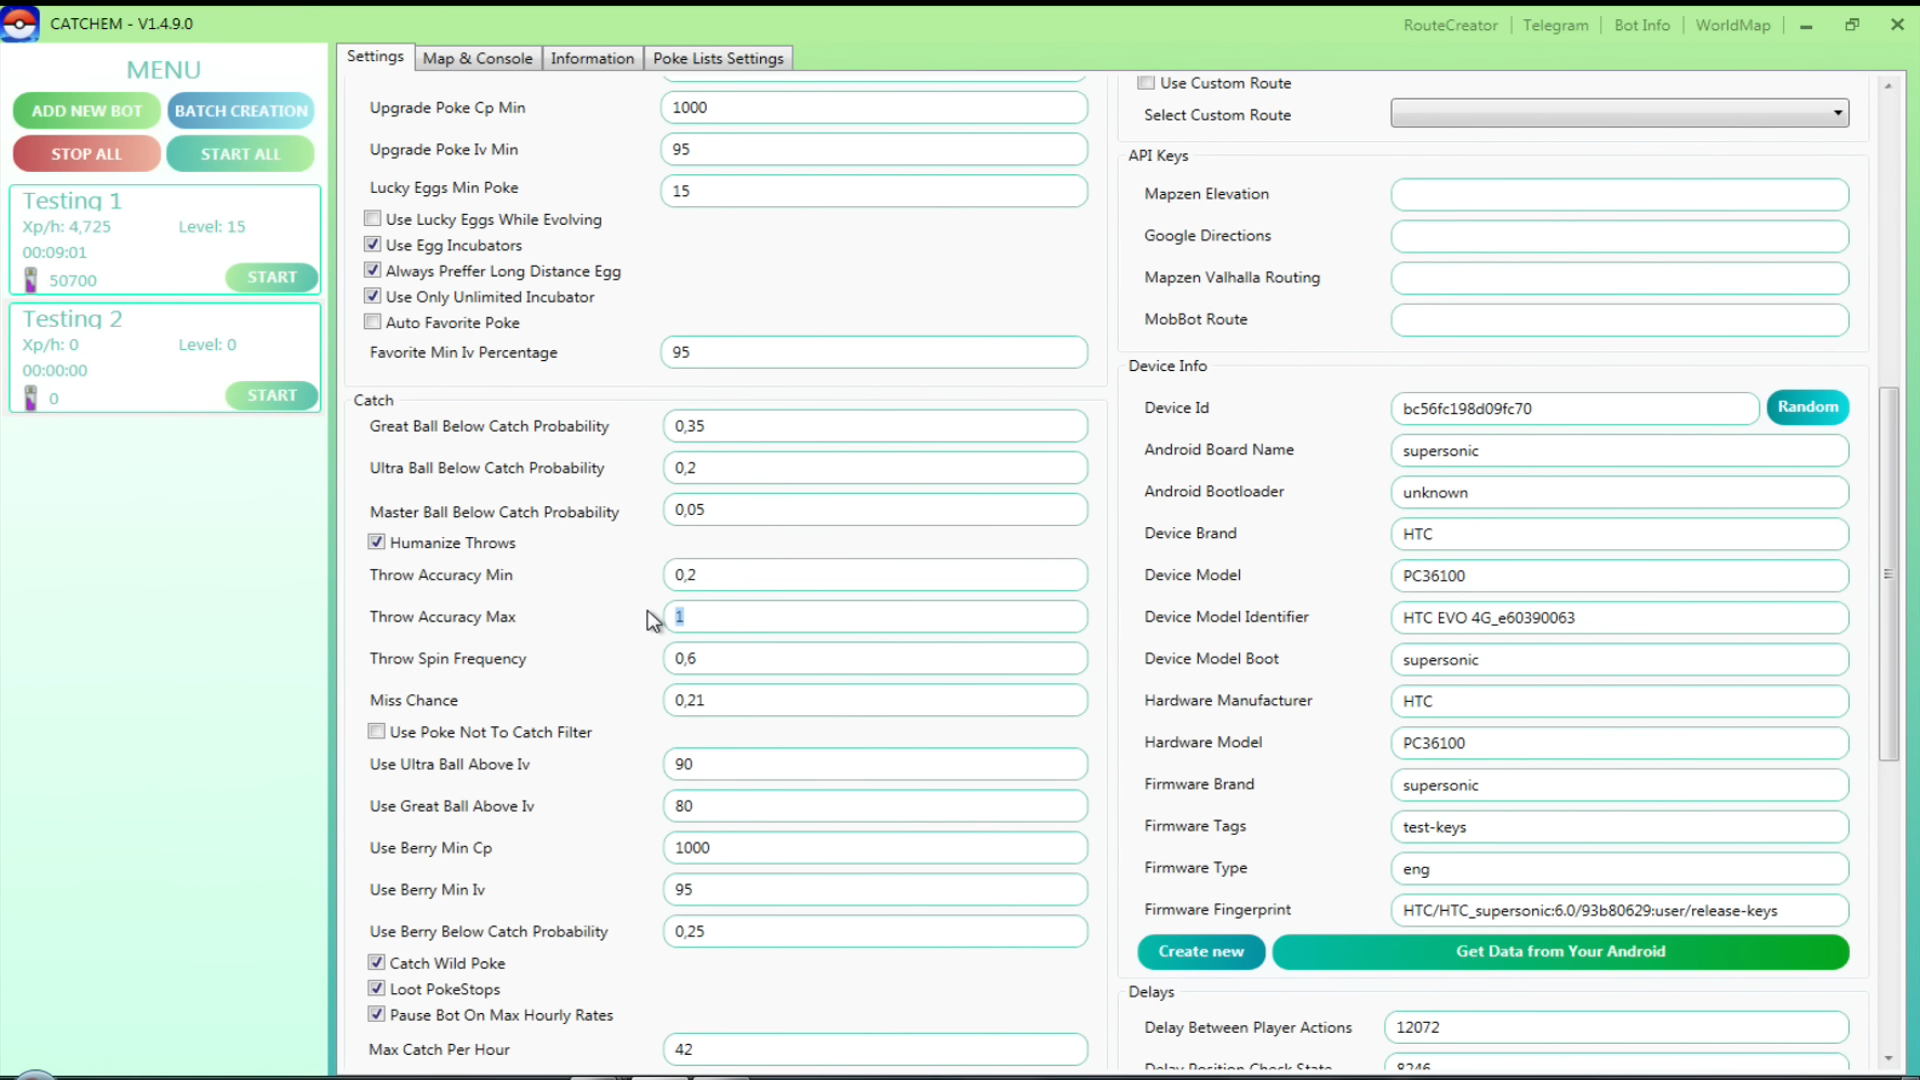 CATCHEM - V1.4.9.0
RouteCreator
Telegram
Bot Info
WorldMap
MENU
ADD NEW BOT
BATCH CREATION
STOP ALL
START ALL
Testing 1
Xp/h: 4,725
Level: 15
00:09:01
50700
START
Testing 2
Xp/h: 0
Level: 0
00:00:00
0
START
Settings
Map & Console
Information
Poke Lists Settings
Upgrade Poke Cp Min
1000
Upgrade Poke Iv Min
95
Lucky Eggs Min Poke
15
Use Lucky Eggs While Evolving
Use Egg Incubators
Always Preffer Long Distance Egg
Use Only Unlimited Incubator
Auto Favorite Poke
Favorite Min Iv Percentage
95
Catch
Great Ball Below Catch Probability
0,35
Ultra Ball Below Catch Probability
0,2
Master Ball Below Catch Probability
0,05
Humanize Throws
Throw Accuracy Min
0,2
Throw Accuracy Max
1
Throw Spin Frequency
0,6
Miss Chance
0,21
Use Poke Not To Catch Filter
Use Ultra Ball Above Iv
90
Use Great Ball Above Iv
80
Use Berry Min Cp
1000
Use Berry Min Iv
95
Use Berry Below Catch Probability
0,25
Catch Wild Poke
Loot PokeStops
Pause Bot On Max Hourly Rates
Max Catch Per Hour
42
Use Custom Route
Select Custom Route
API Keys
Mapzen Elevation
Google Directions
Mapzen Valhalla Routing
MobBot Route
Device Info
Device Id
bc56fc198d09fc70
Random
Android Board Name
supersonic
Android Bootloader
unknown
Device Brand
HTC
Device Model
PC36100
Device Model Identifier
HTC EVO 4G_e60390063
Device Model Boot
supersonic
Hardware Manufacturer
HTC
Hardware Model
PC36100
Firmware Brand
supersonic
Firmware Tags
test-keys
Firmware Type
eng
Firmware Fingerprint
HTC/HTC_supersonic:6.0/93b80629:user/release-keys
Create new
Get Data from Your Android
Delays
Delay Between Player Actions
12072
Delay Position Check State
8246